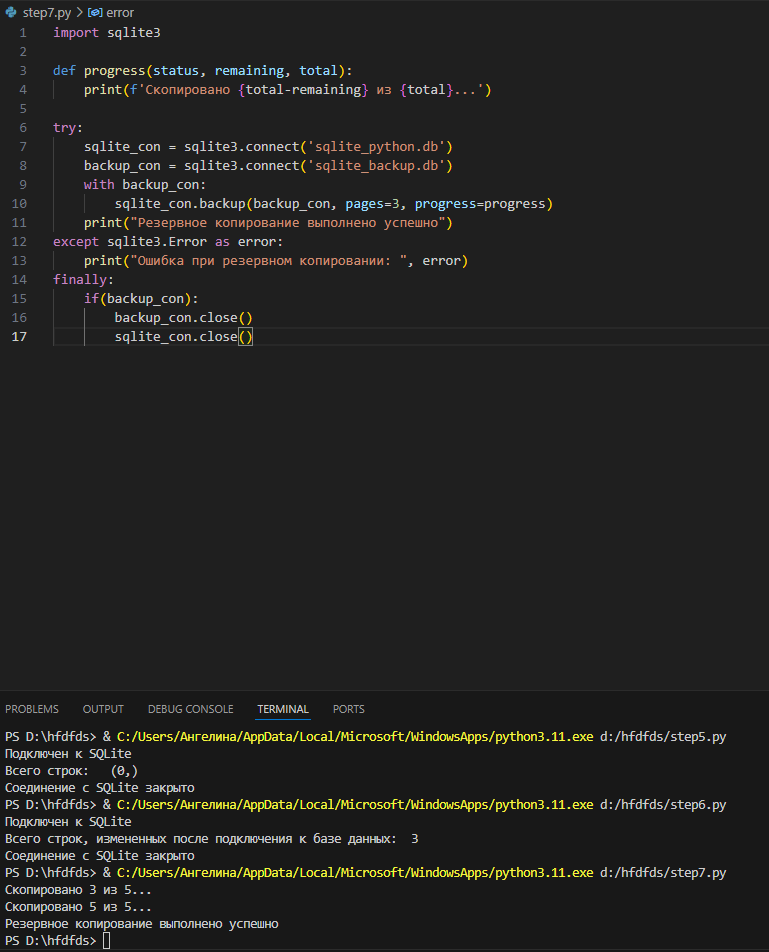 step7.py > error
1 import sqlite3
2
3 def progress(status, remaining, total):
4     print(f'Скопировано {total-remaining} из {total}...')
5
6 try:
7     sqlite_con = sqlite3.connect('sqlite_python.db')
8     backup_con = sqlite3.connect('sqlite_backup.db')
9     with backup_con:
10         sqlite_con.backup(backup_con, pages=3, progress=progress)
11     print("Резервное копирование выполнено успешно")
12 except sqlite3.Error as error:
13     print("Ошибка при резервном копировании: ", error)
14 finally:
15     if(backup_con):
16         backup_con.close()
17         sqlite_con.close()
PROBLEMS OUTPUT DEBUG CONSOLE TERMINAL PORTS
PS D:\hfdfds> & C:/Users/Ангелина/AppData/Local/Microsoft/WindowsApps/python3.11.exe d:/hfdfds/step5.py
Подключен к SQLite
Всего строк:   (0,)
Соединение с SQLite закрыто
PS D:\hfdfds> & C:/Users/Ангелина/AppData/Local/Microsoft/WindowsApps/python3.11.exe d:/hfdfds/step6.py
Подключен к SQLite
Всего строк, измененных после подключения к базе данных:  3
Соединение с SQLite закрыто
PS D:\hfdfds> & C:/Users/Ангелина/AppData/Local/Microsoft/WindowsApps/python3.11.exe d:/hfdfds/step7.py
Скопировано 3 из 5...
Скопировано 5 из 5...
Резервное копирование выполнено успешно
PS D:\hfdfds>